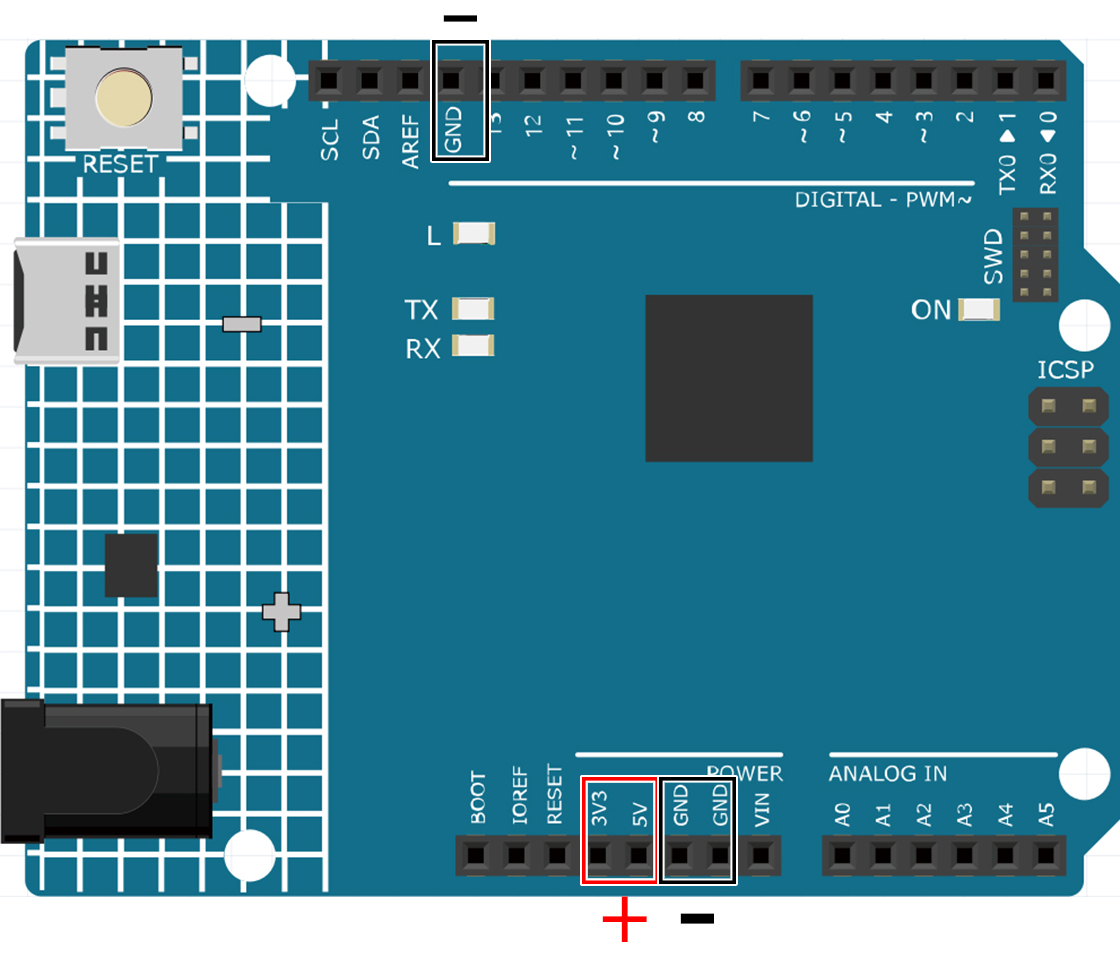 −
SCL SDA AREF GND 13 12 ~11 ~10 ~9 8 7 ~6 ~5 4 ~3 2 TX0 ▶ 1 RX0 ◀ 0
RESET
DIGITAL - PWM~
L
SWD
TX
ON
RX
ICSP
POWER
ANALOG IN
BOOT IOREF RESET 3V3 5V GND GND VIN A0 A1 A2 A3 A4 A5
+ −